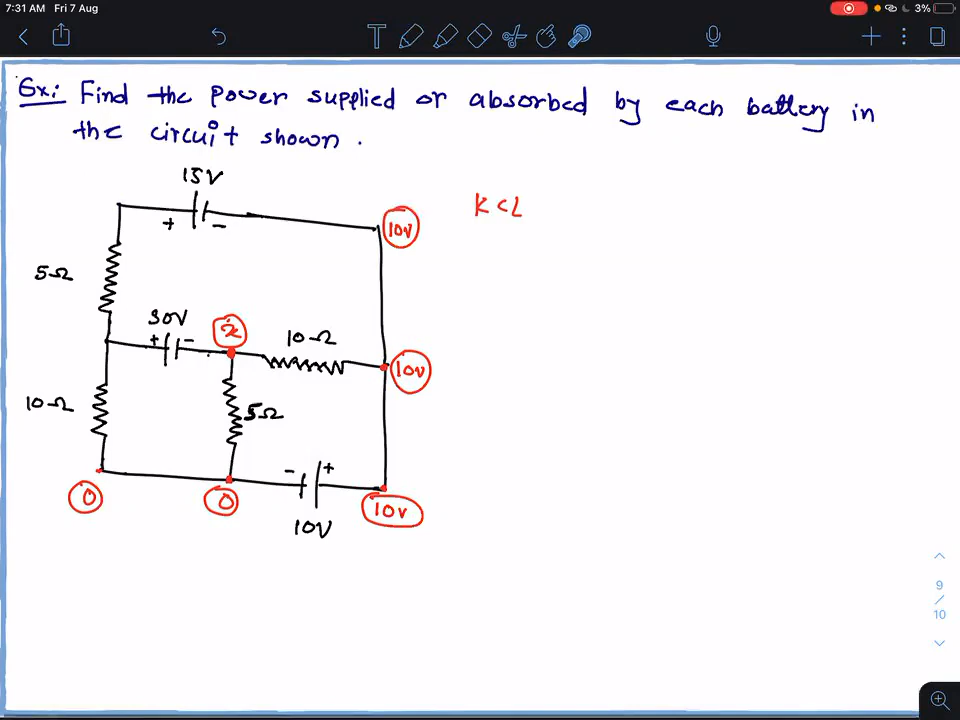 7:31 AM Fri 7 Aug
3%
Ex: Find the power supplied or absorbed by each battery in
the circuit shown.
15V
+ -
10V
KCL
5Ω
30V
+ -
x
10Ω
10V
10Ω
5Ω
- +
0
0
10V
10V
9
/
10